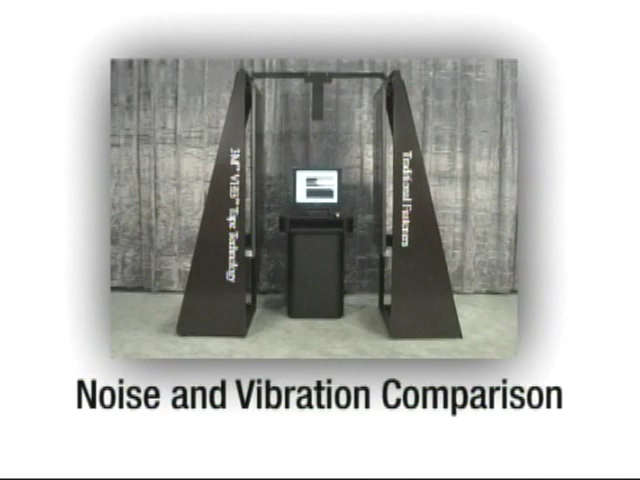 3M™ VHB™ Tape Technology
Traditional Fasteners
Noise and Vibration Comparison